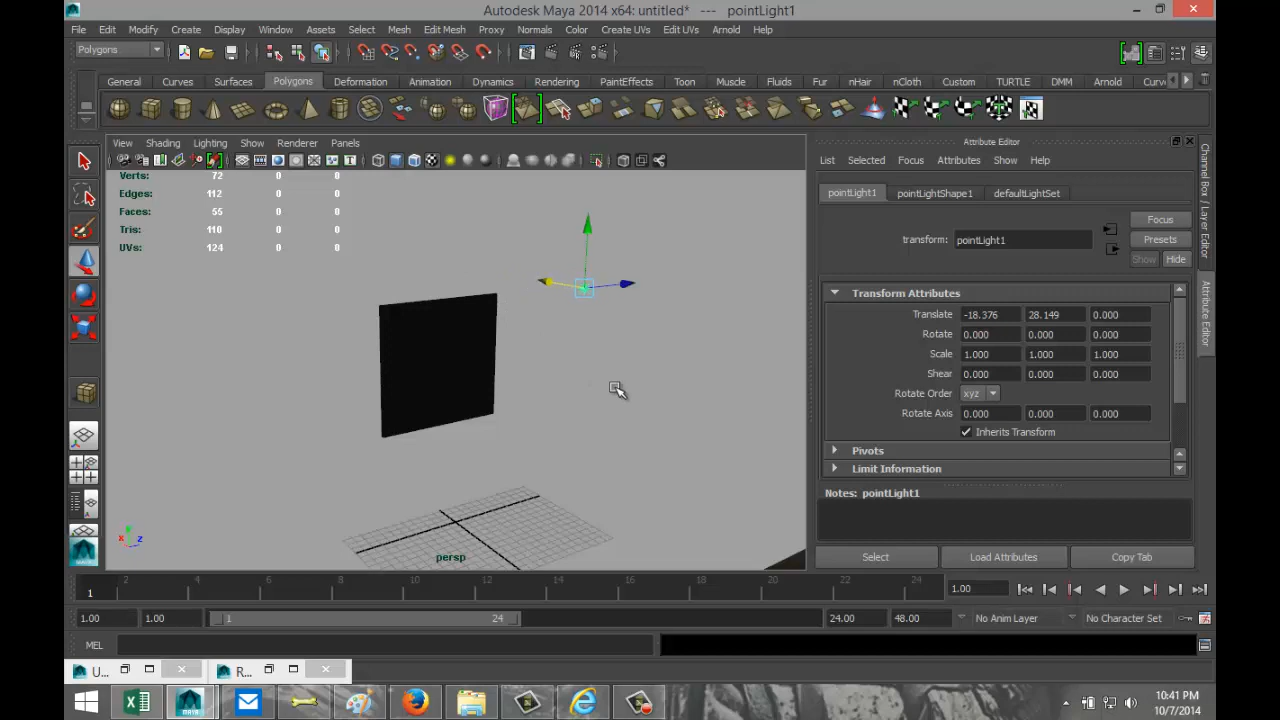 Autodesk Maya 2014 x64: untitled*   ---   pointLight1
File Edit Modify Create Display Window Assets Select Mesh Edit Mesh Proxy Normals Color Create UVs Edit UVs Arnold Help
Polygons
General Curves Surfaces Polygons Deformation Animation Dynamics Rendering PaintEffects Toon Muscle Fluids Fur nHair nCloth Custom TURTLE DMM Arnold Curv
View Shading Lighting Show Renderer Panels
Attribute Editor
List Selected Focus Attributes Show Help
Verts: 72 0 0
Edges: 112 0 0
Faces: 55 0 0
Tris: 110 0 0
UVs: 124 0 0
pointLight1 pointLightShape1 defaultLightSet
Focus
transform: pointLight1
Presets
Show Hide
Transform Attributes
Translate -18.376 28.149 0.000
Rotate 0.000 0.000 0.000
Scale 1.000 1.000 1.000
Shear 0.000 0.000 0.000
Rotate Order xyz
Rotate Axis 0.000 0.000 0.000
Inherits Transform
Pivots
Limit Information
Notes: pointLight1
Select Load Attributes Copy Tab
Channel Box / Layer Editor
Attribute Editor
y
x z
persp
2 4 6 8 10 12 14 16 18 20 22 24
1
1.00
1.00 1.00 1 24 24.00 48.00 No Anim Layer No Character Set
MEL
U... R...
10:41 PM
10/7/2014